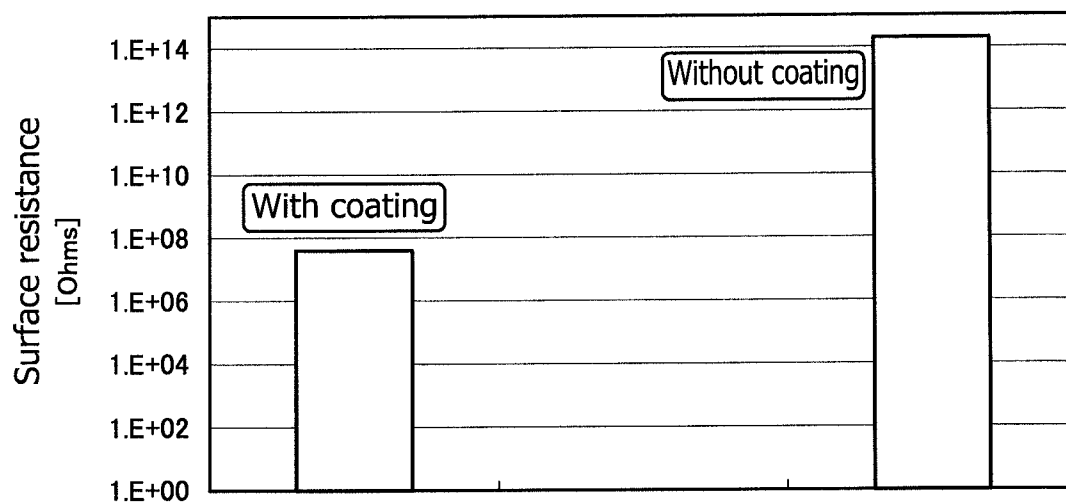 Surface resistance
[Ohms]
1.E+14
1.E+12
1.E+10
1.E+08
1.E+06
1.E+04
1.E+02
1.E+00
With coating
Without coating